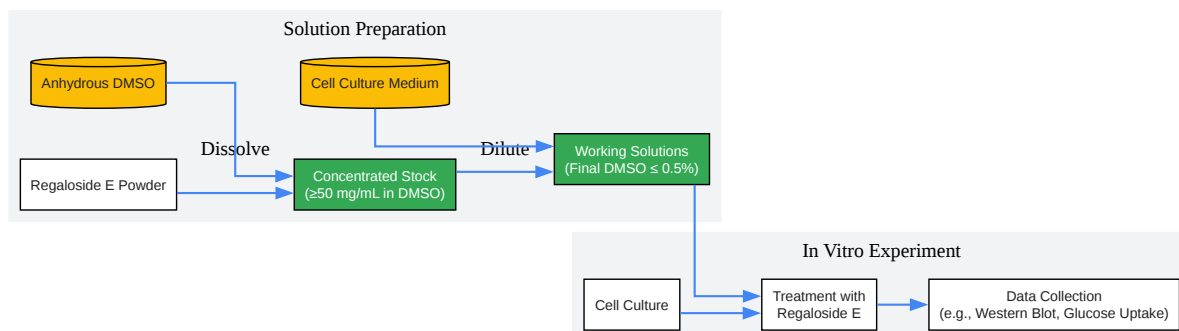 Solution Preparation
Anhydrous DMSO
Cell Culture Medium
Dissolve
Dilute
Regaloside E Powder
Concentrated Stock
(≥50 mg/mL in DMSO)
Working Solutions
(Final DMSO ≤ 0.5%)
In Vitro Experiment
Cell Culture
Treatment with
Regaloside E
Data Collection
(e.g., Western Blot, Glucose Uptake)